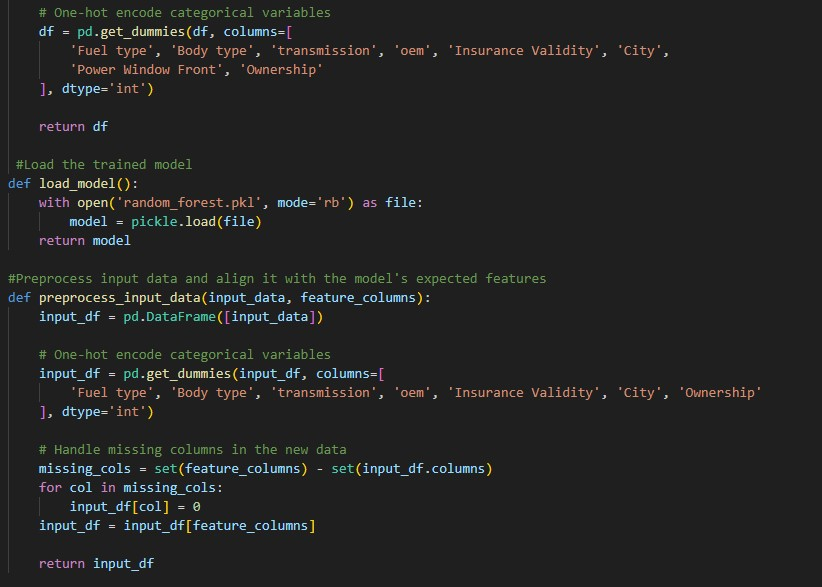 # One-hot encode categorical variables
df = pd.get_dummies(df, columns=[
'Fuel type', 'Body type', 'transmission', 'oem', 'Insurance Validity', 'City',
'Power Window Front', 'Ownership'
], dtype='int')
return df
#Load the trained model
def load_model():
with open('random_forest.pkl', mode='rb') as file:
model = pickle.load(file)
return model
#Preprocess input data and align it with the model's expected features
def preprocess_input_data(input_data, feature_columns):
input_df = pd.DataFrame([input_data])
# One-hot encode categorical variables
input_df = pd.get_dummies(input_df, columns=[
'Fuel type', 'Body type', 'transmission', 'oem', 'Insurance Validity', 'City', 'Ownership'
], dtype='int')
# Handle missing columns in the new data
missing_cols = set(feature_columns) - set(input_df.columns)
for col in missing_cols:
input_df[col] = 0
input_df = input_df[feature_columns]
return input_df